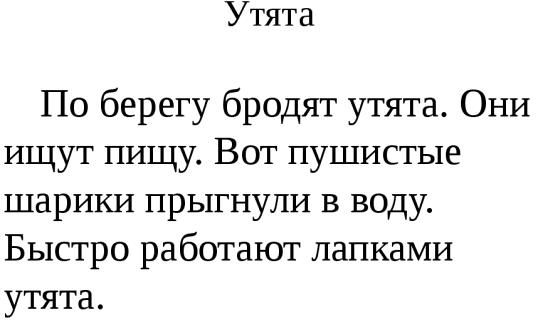 Утята
По берегу бродят утята. Они
ищут пищу. Вот пушистые
шарики прыгнули в воду.
Быстро работают лапками
утята.